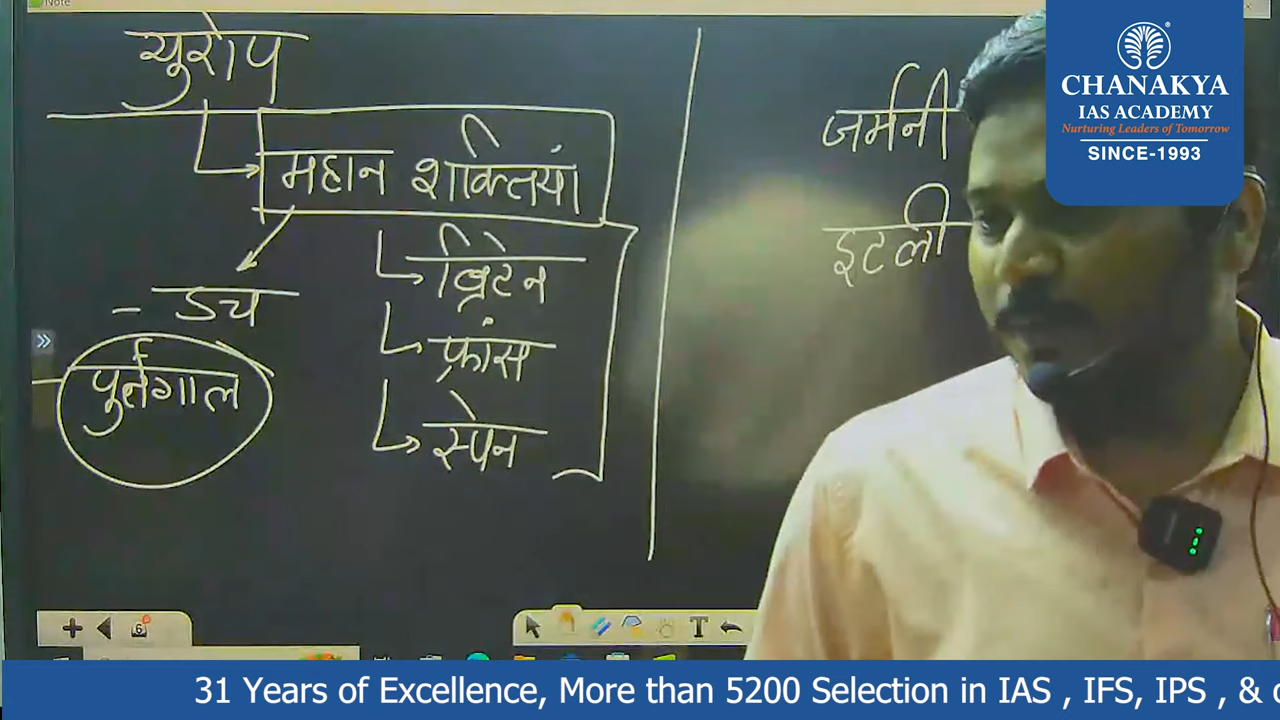 Note
युरोप
महान शक्तियां
ब्रिटेन
फ्रांस
स्पेन
- डच
- पुर्तगाल
जर्मनी
इटली
CHANAKYA
IAS ACADEMY
Nurturing Leaders of Tomorrow
SINCE-1993
T
31 Years of Excellence, More than 5200 Selection in IAS , IFS, IPS , &